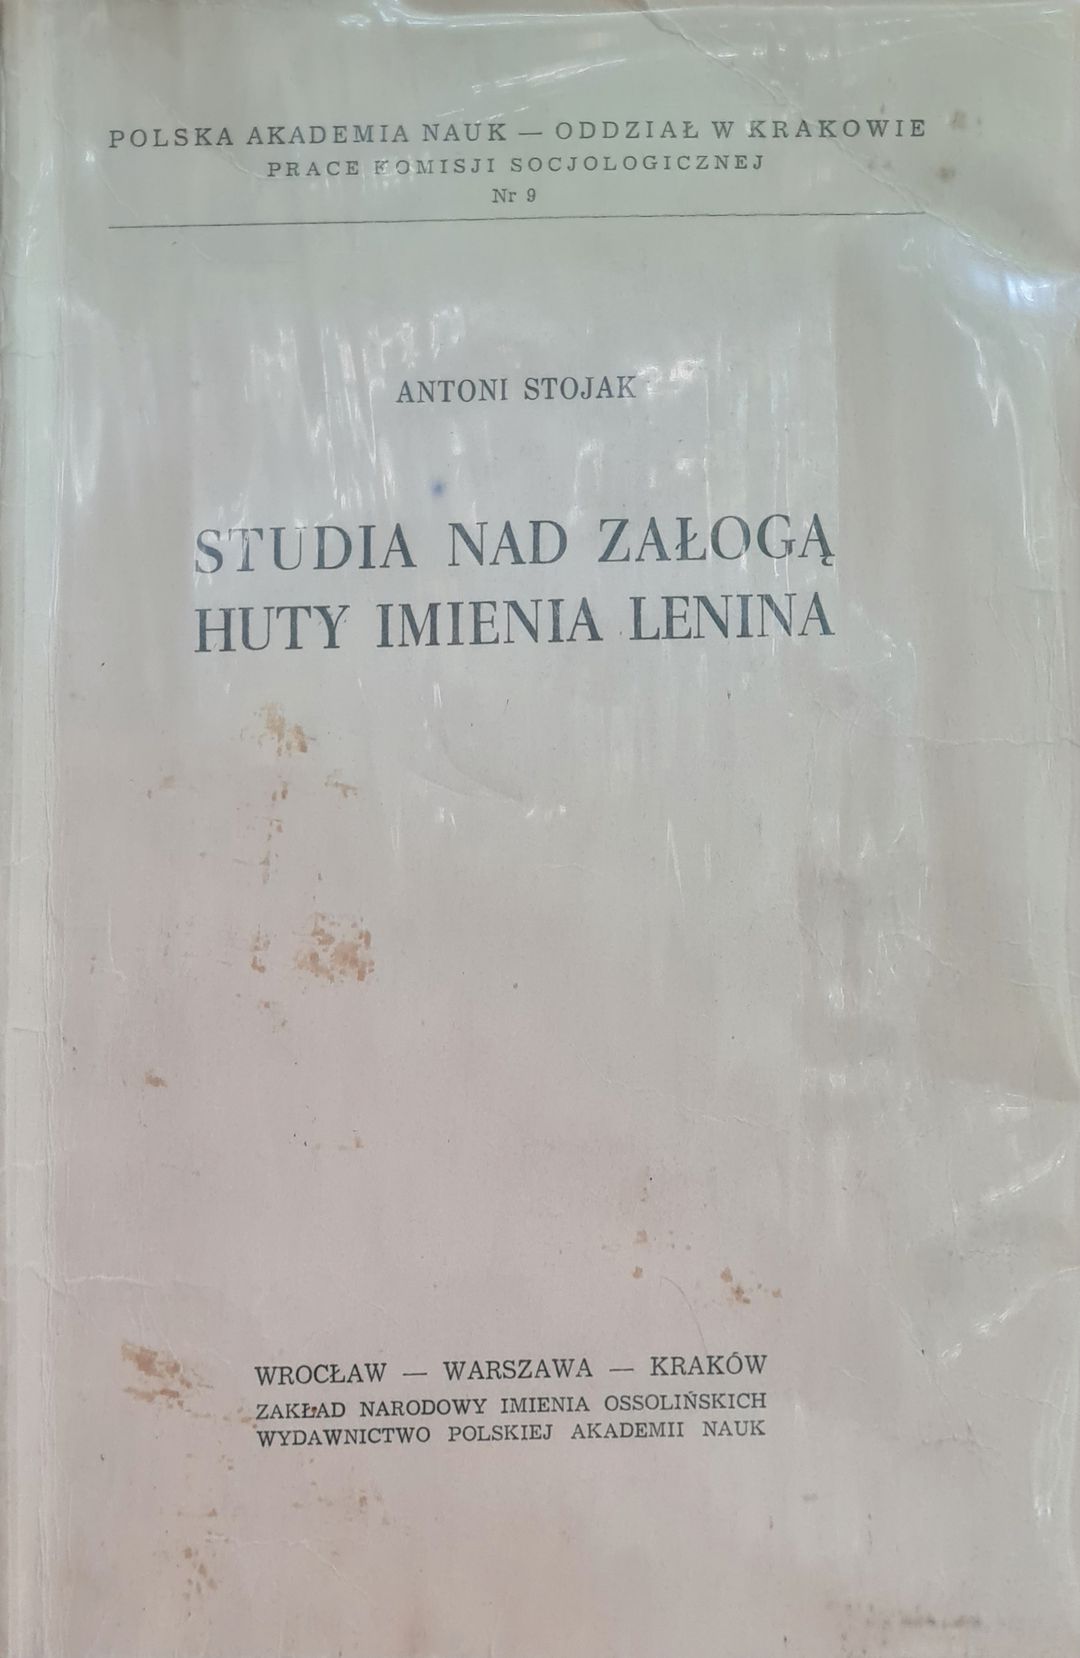 POLSKA AKADEMIA NAUK — ODDZIAŁ W KRAKOWIE
PRACE KOMISJI SOCJOLOGICZNEJ
Nr 9
ANTONI STOJAK
STUDIA NAD ZAŁOGĄ
HUTY IMIENIA LENINA
WROCŁAW — WARSZAWA — KRAKÓW
ZAKŁAD NARODOWY IMIENIA OSSOLIŃSKICH
WYDAWNICTWO POLSKIEJ AKADEMII NAUK